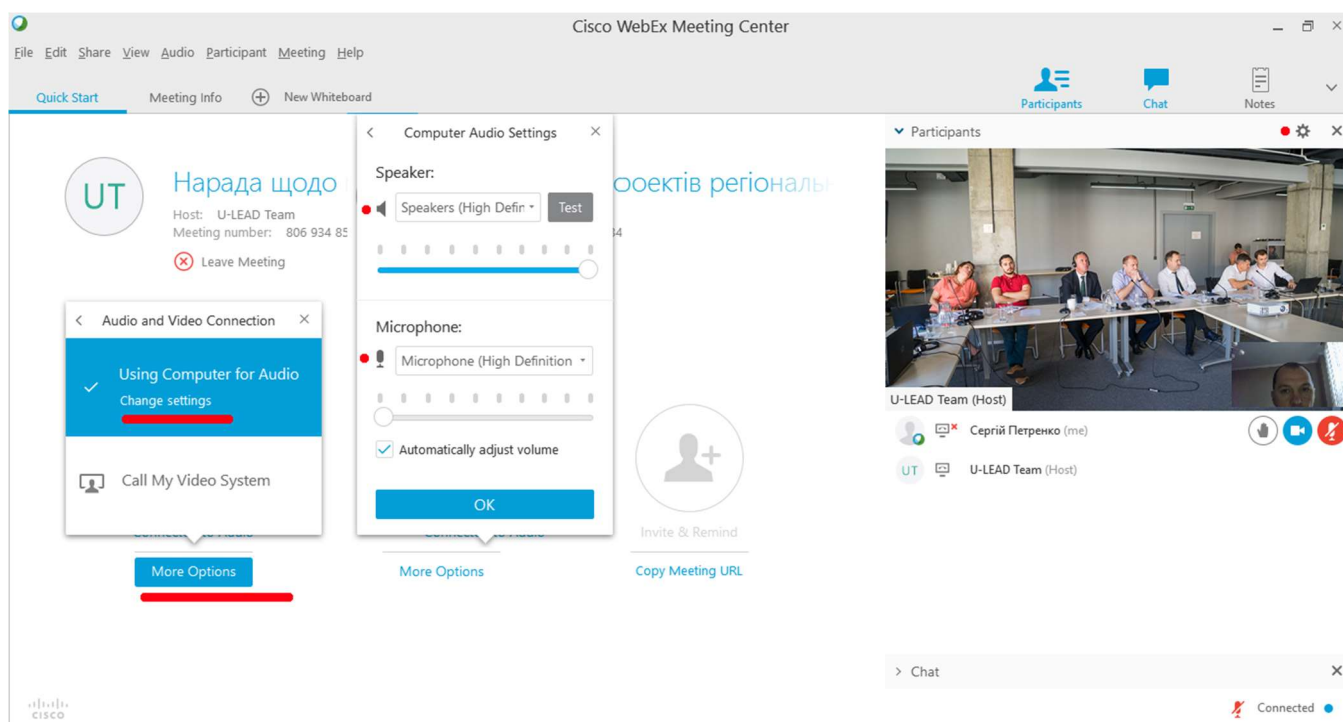 Cisco WebEx Meeting Center
File Edit Share View Audio Participant Meeting Help
Quick Start Meeting Info New Whiteboard
Participants Chat Notes
UT
Нарада щодо
Host: U-LEAD Team
Meeting number: 806 934 85
Leave Meeting
регіональ
34
Audio and Video Connection
Using Computer for Audio
Change settings
Call My Video System
More Options
Computer Audio Settings
Speaker:
Speakers (High Defin
Test
Microphone:
Microphone (High Definition
Automatically adjust volume
OK
More Options
Invite & Remind
Copy Meeting URL
Participants
U-LEAD Team (Host)
Сергій Петренко (me)
UT U-LEAD Team (Host)
Chat
CISCO
Connected